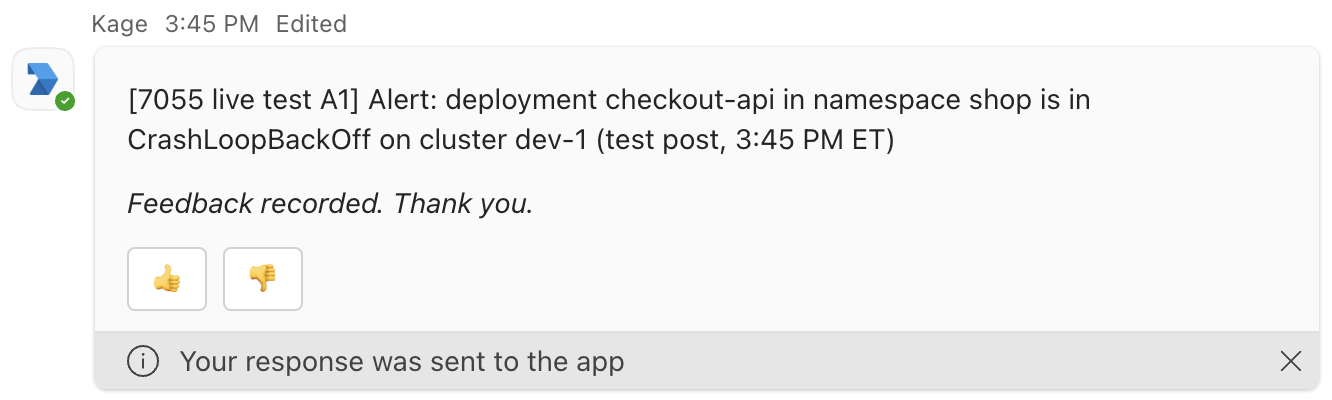 Kage 3:45 PM Edited
[7055 live test A1] Alert: deployment checkout-api in namespace shop is in
CrashLoopBackOff on cluster dev-1 (test post, 3:45 PM ET)
Feedback recorded. Thank you.
Your response was sent to the app